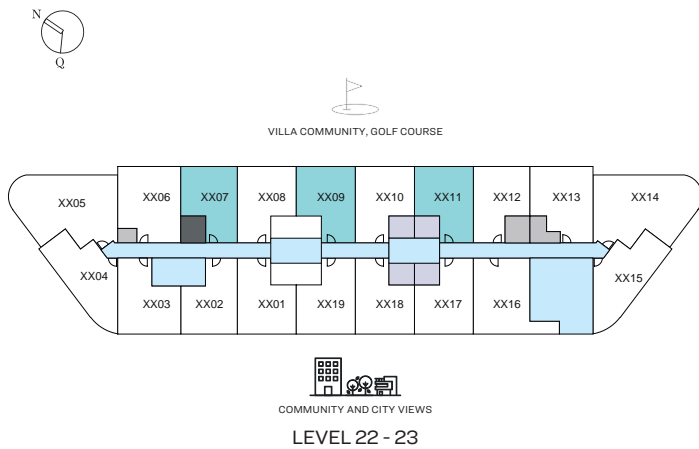 N
Q
VILLA COMMUNITY, GOLF COURSE
XX05
XX06
XX07
XX08
XX09
XX10
XX11
XX12
XX13
XX14
XX04
XX03
XX02
XX01
XX19
XX18
XX17
XX16
XX15
COMMUNITY AND CITY VIEWS
LEVEL 22 - 23